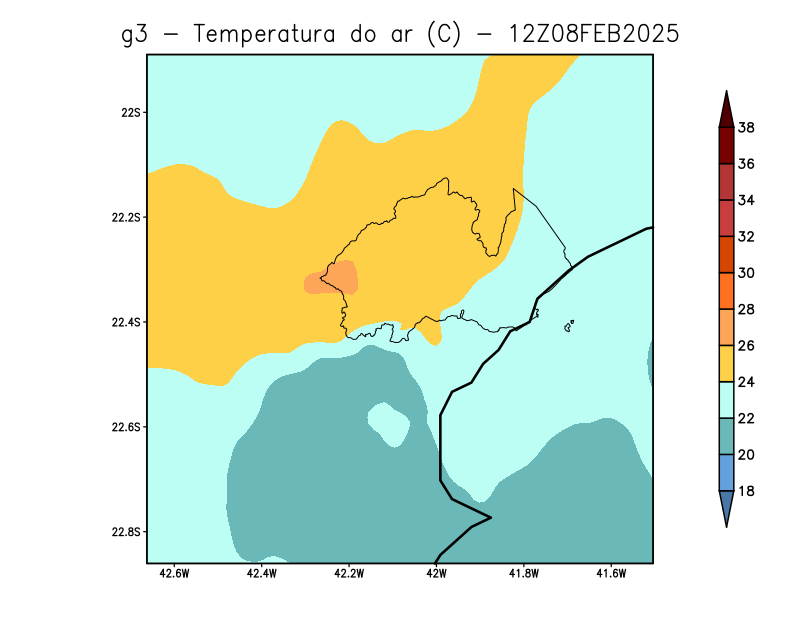 g3 - Temperatura do ar (C) - 12Z08FEB2025
22S
22.2S
22.4S
22.6S
22.8S
42.6W
42.4W
42.2W
42W
41.8W
41.6W
38
36
34
32
30
28
26
24
22
20
18